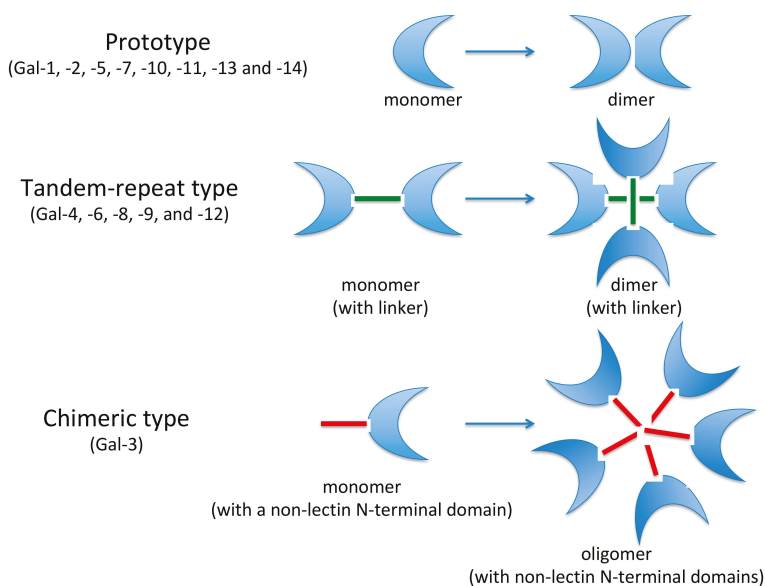 Prototype
(Gal-1, -2, -5, -7, -10, -11, -13 and -14)
monomer
dimer
Tandem-repeat type
(Gal-4, -6, -8, -9, and -12)
monomer
(with linker)
dimer
(with linker)
Chimeric type
(Gal-3)
monomer
(with a non-lectin N-terminal domain)
oligomer
(with non-lectin N-terminal domains)